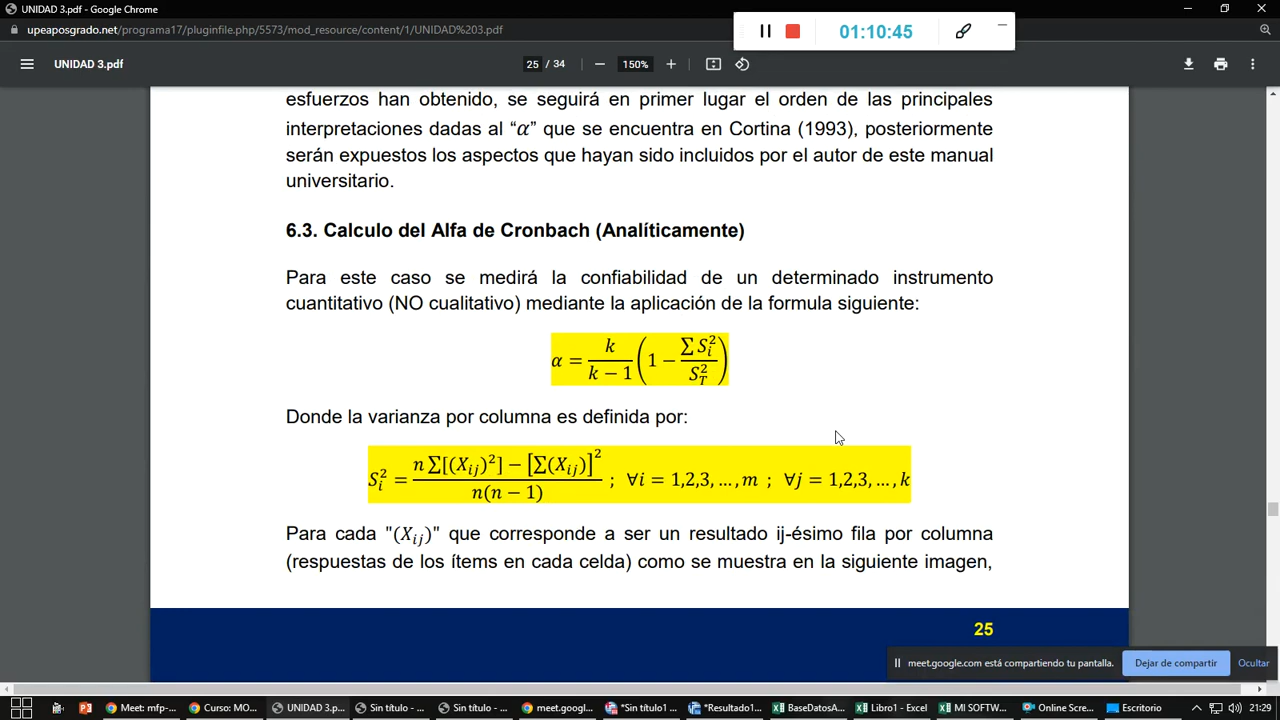 UNIDAD 3.pdf - Google Chrome
upeaposgrado.net/programa17/pluginfile.php/5573/mod_resource/content/1/UNIDAD%203.pdf
01:10:45
UNIDAD 3.pdf
25 / 34
150%
esfuerzos han obtenido, se seguirá en primer lugar el orden de las principales
interpretaciones dadas al “α” que se encuentra en Cortina (1993), posteriormente
serán expuestos los aspectos que hayan sido incluidos por el autor de este manual
universitario.
6.3. Calculo del Alfa de Cronbach (Analíticamente)
Para este caso se medirá la confiabilidad de un determinado instrumento
cuantitativo (NO cualitativo) mediante la aplicación de la formula siguiente:
α = k/(k − 1) (1 − ∑ S_i^2 / S_T^2)
Donde la varianza por columna es definida por:
S_i^2 = (n ∑[(X_ij)^2] − [∑(X_ij)]^2) / n(n − 1) ; ∀i = 1,2,3, …, m ; ∀j = 1,2,3, …, k
Para cada "(X_ij)" que corresponde a ser un resultado ij-ésimo fila por columna
(respuestas de los ítems en cada celda) como se muestra en la siguiente imagen,
25
meet.google.com está compartiendo tu pantalla.
Dejar de compartir
Ocultar
Meet: mfp-...
Curso: MO...
UNIDAD 3.p...
Sin título - ...
Sin título - ...
meet.googl...
*Sin título1 ...
*Resultado1...
BaseDatosA...
Libro1 - Excel
MI SOFTW...
Online Scre...
Escritorio
21:29